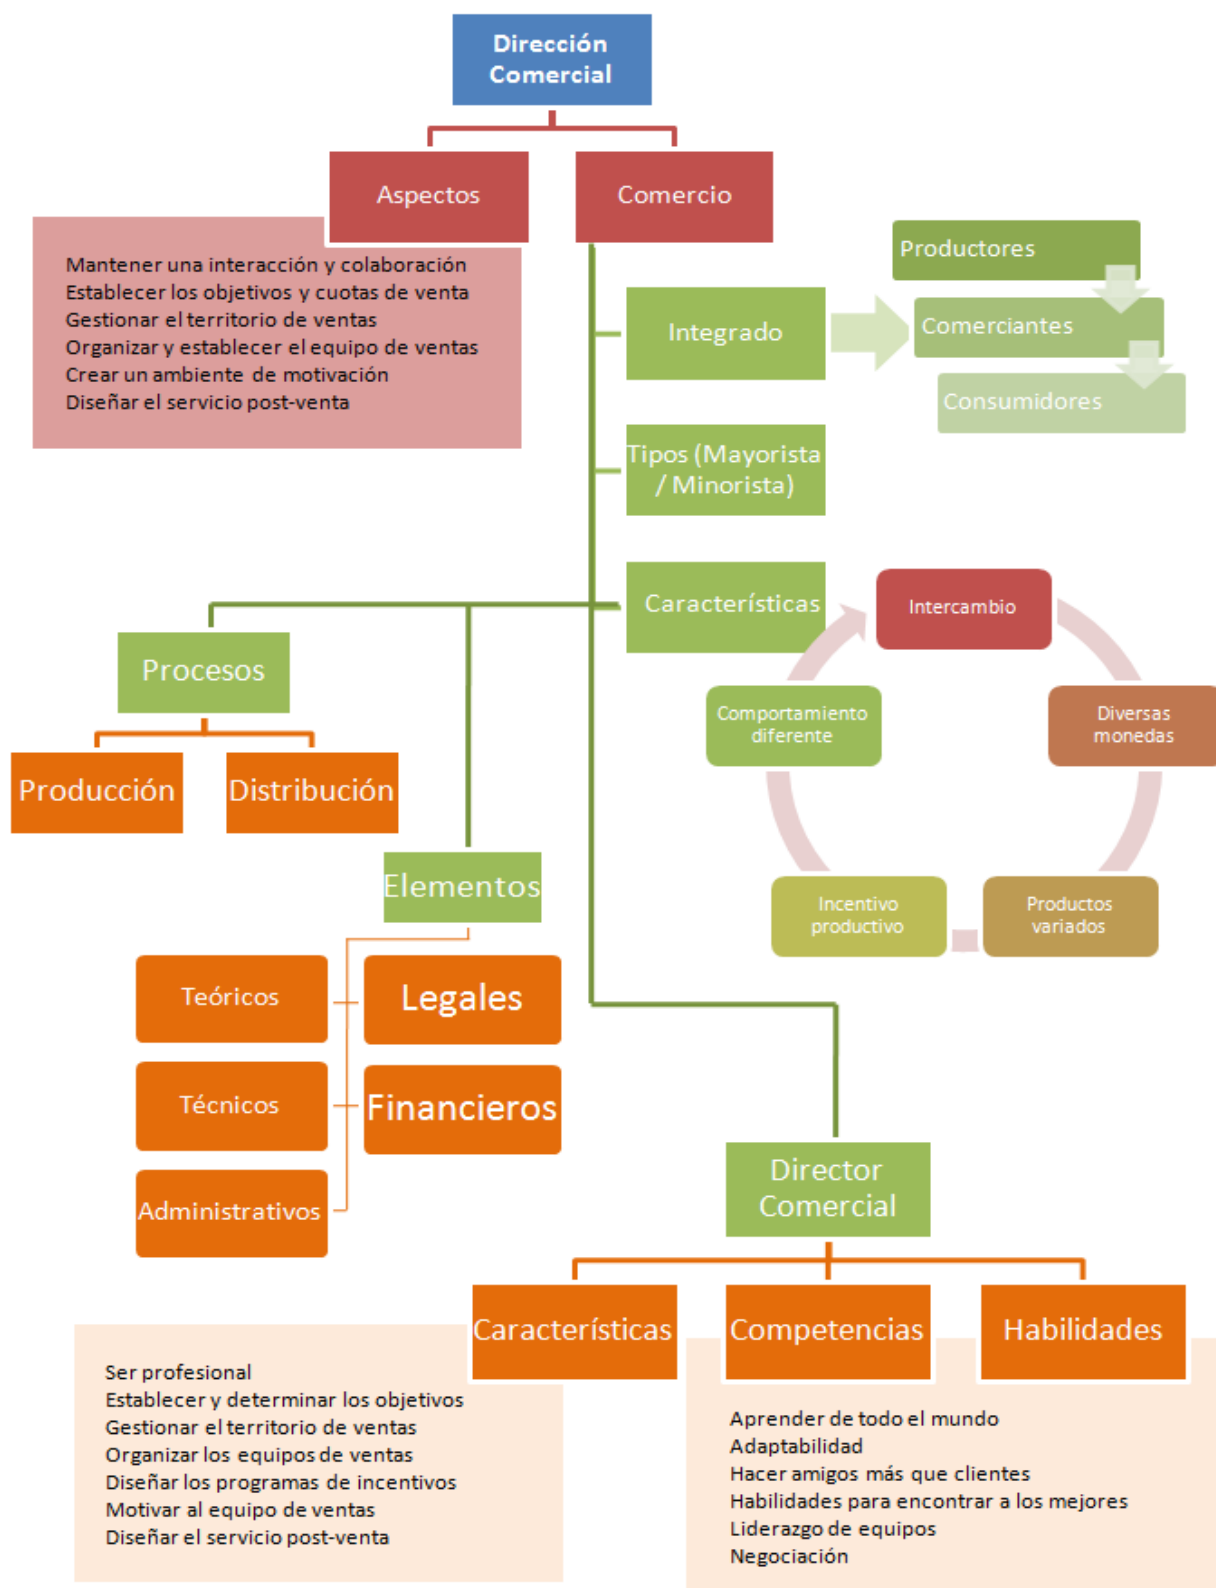 Dirección
Comercial
Aspectos
Comercio
Mantener una interacción y colaboración
Establecer los objetivos y cuotas de venta
Gestionar el territorio de ventas
Organizar y establecer el equipo de ventas
Crear un ambiente de motivación
Diseñar el servicio post-venta
Integrado
Productores
Comerciantes
Consumidores
Tipos (Mayorista
/ Minorista)
Características
Intercambio
Diversas
monedas
Productos
variados
Incentivo
productivo
Comportamiento
diferente
Procesos
Producción
Distribución
Elementos
Teóricos
Legales
Técnicos
Financieros
Administrativos
Director
Comercial
Características
Competencias
Habilidades
Ser profesional
Establecer y determinar los objetivos
Gestionar el territorio de ventas
Organizar los equipos de ventas
Diseñar los programas de incentivos
Motivar al equipo de ventas
Diseñar el servicio post-venta
Aprender de todo el mundo
Adaptabilidad
Hacer amigos más que clientes
Habilidades para encontrar a los mejores
Liderazgo de equipos
Negociación